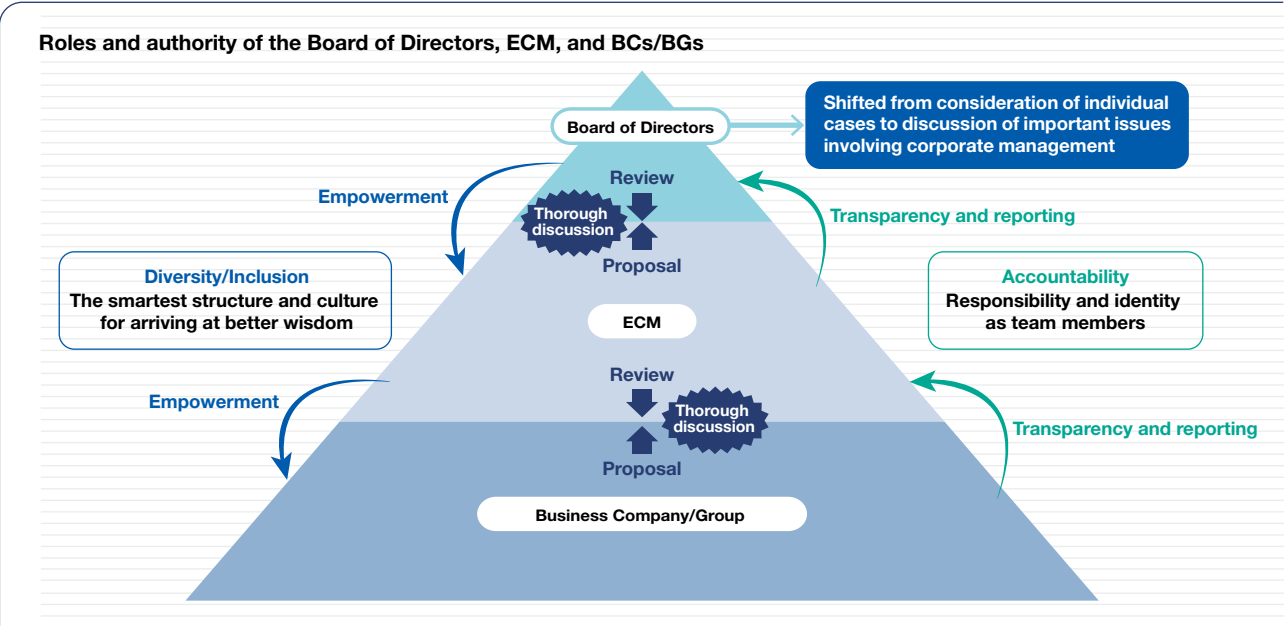 Roles and authority of the Board of Directors, ECM, and BCs/BGs
Board of Directors
Shifted from consideration of individual
cases to discussion of important issues
involving corporate management
Empowerment
Review
Thorough
discussion
Proposal
Transparency and reporting
Diversity/Inclusion
The smartest structure and culture
for arriving at better wisdom
ECM
Accountability
Responsibility and identity
as team members
Empowerment
Review
Thorough
discussion
Proposal
Transparency and reporting
Business Company/Group